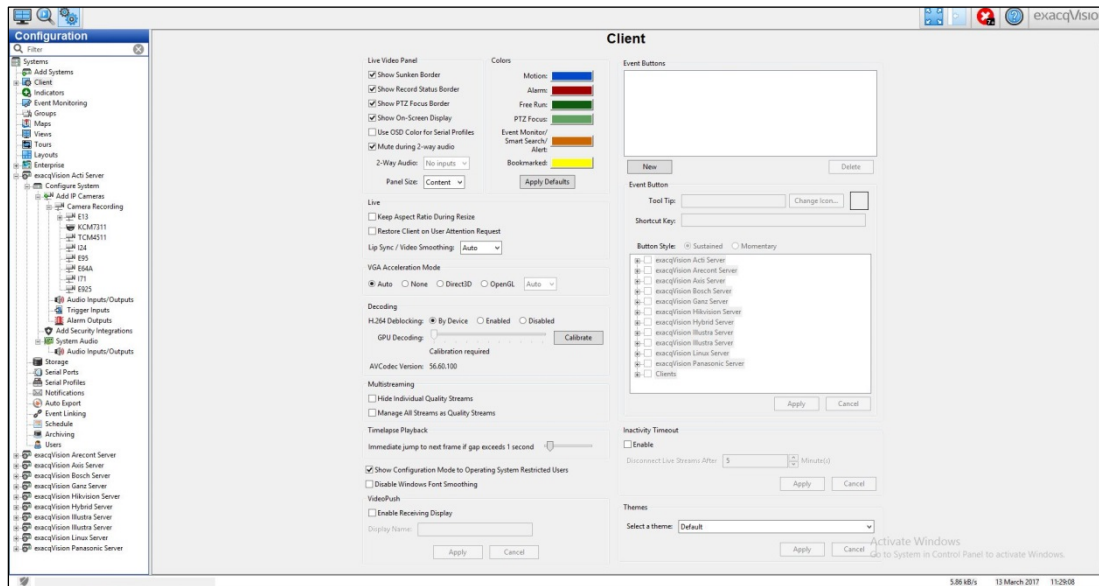 exacqVisio
Configuration
Filter
Systems
Add Systems
Client
Indicators
Event Monitoring
Groups
Maps
Views
Tours
Layouts
Enterprise
exacqVision Acti Server
Configure System
Add IP Cameras
Camera Recording
E13
KCM7311
TCM4511
I24
E95
E64A
I71
E925
Audio Inputs/Outputs
Trigger Inputs
Alarm Outputs
Add Security Integrations
System Audio
Audio Inputs/Outputs
Storage
Serial Ports
Serial Profiles
Notifications
Auto Export
Event Linking
Schedule
Archiving
Users
exacqVision Arecont Server
exacqVision Axis Server
exacqVision Bosch Server
exacqVision Ganz Server
exacqVision Hikvision Server
exacqVision Hybrid Server
exacqVision Illustra Server
exacqVision Illustra Server
exacqVision Linux Server
exacqVision Panasonic Server
Client
Live Video Panel
Show Sunken Border
Show Record Status Border
Show PTZ Focus Border
Show On-Screen Display
Use OSD Color for Serial Profiles
Mute during 2-way audio
2-Way Audio: No inputs
Panel Size: Content
Colors
Motion:
Alarm:
Free Run:
PTZ Focus:
Event Monitor/
Smart Search/
Alert:
Bookmarked:
Apply Defaults
Live
Keep Aspect Ratio During Resize
Restore Client on User Attention Request
Lip Sync / Video Smoothing: Auto
VGA Acceleration Mode
Auto None Direct3D OpenGL Auto
Decoding
H.264 Deblocking: By Device Enabled Disabled
GPU Decoding: Calibrate
Calibration required
AVCodec Version: 56.60.100
Multistreaming
Hide Individual Quality Streams
Manage All Streams as Quality Streams
Timelapse Playback
Immediate jump to next frame if gap exceeds 1 second
Show Configuration Mode to Operating System Restricted Users
Disable Windows Font Smoothing
VideoPush
Enable Receiving Display
Display Name:
Apply Cancel
Event Buttons
New Delete
Event Button
Tool Tip: Change Icon...
Shortcut Key:
Button Style: Sustained Momentary
exacqVision Acti Server
exacqVision Arecont Server
exacqVision Axis Server
exacqVision Bosch Server
exacqVision Ganz Server
exacqVision Hikvision Server
exacqVision Hybrid Server
exacqVision Illustra Server
exacqVision Illustra Server
exacqVision Linux Server
exacqVision Panasonic Server
Clients
Apply Cancel
Inactivity Timeout
Enable
Disconnect Live Streams After 5 Minute(s)
Apply Cancel
Themes
Select a theme: Default
Apply Cancel
Activate Windows
Go to System in Control Panel to activate Windows.
5.86 kB/s 13 March 2017 11:29:08